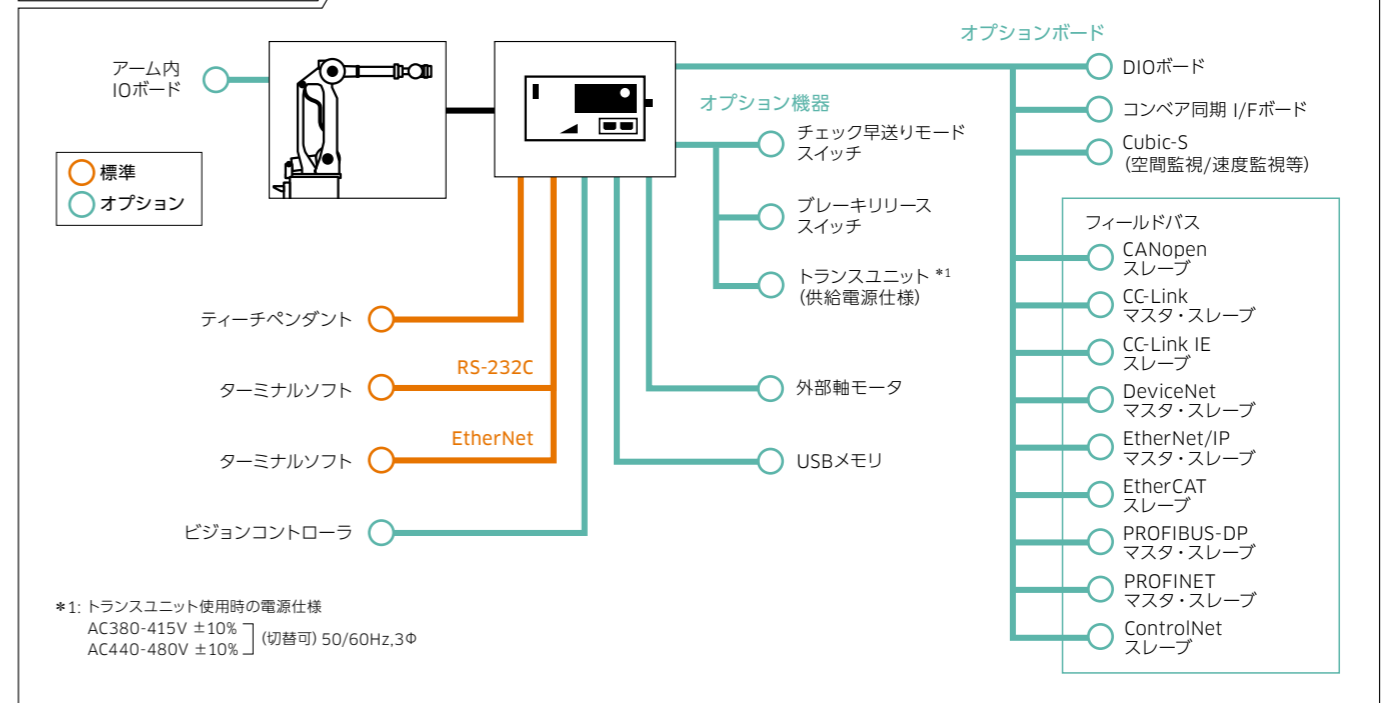 アーム内
IOボード
標準
オプション
オプション機器
チェック早送りモード
スイッチ
ブレーキリリース
スイッチ
トランスユニット *1
(供給電源仕様)
ティーチペンダント
RS-232C
ターミナルソフト
EtherNet
ターミナルソフト
ビジョンコントローラ
外部軸モータ
USBメモリ
オプションボード
DIOボード
コンベア同期 I/Fボード
Cubic-S
(空間監視/速度監視等)
フィールドバス
CANopen
スレーブ
CC-Link
マスタ・スレーブ
CC-Link IE
スレーブ
DeviceNet
マスタ・スレーブ
EtherNet/IP
マスタ・スレーブ
EtherCAT
スレーブ
PROFIBUS-DP
マスタ・スレーブ
PROFINET
マスタ・スレーブ
ControlNet
スレーブ
*1: トランスユニット使用時の電源仕様
AC380-415V ±10%
AC440-480V ±10%
(切替可) 50/60Hz,3Φ